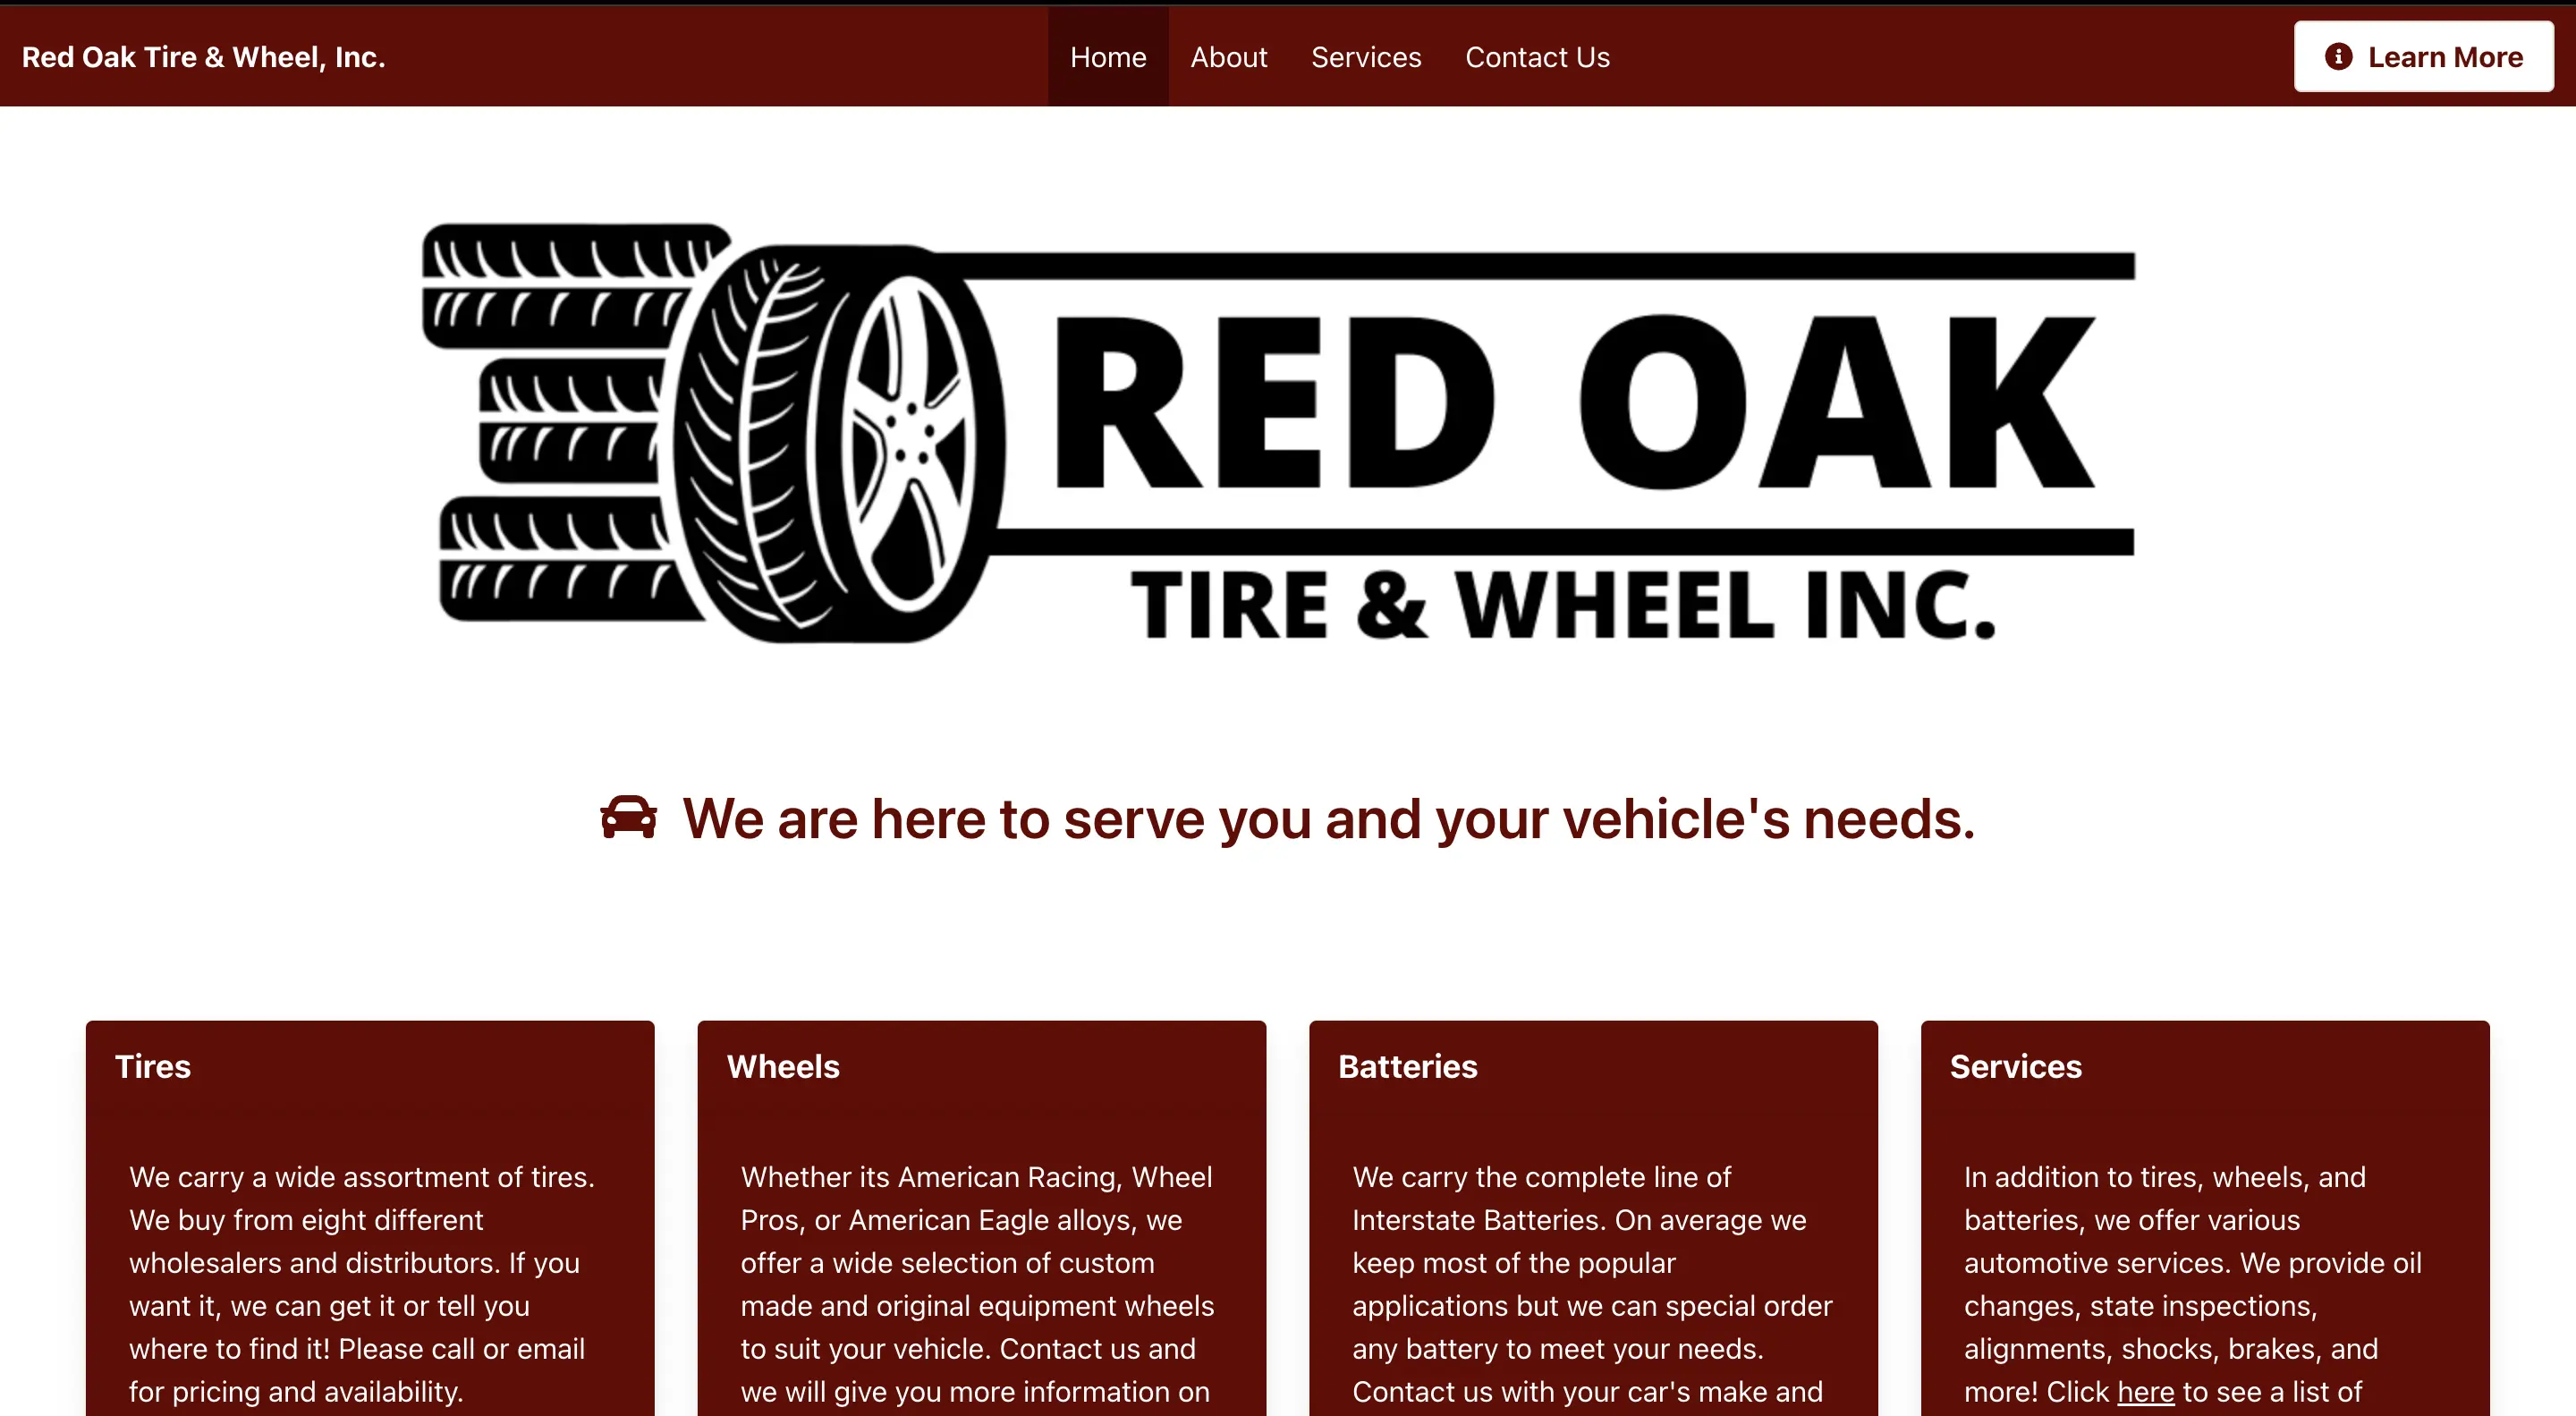 Red Oak Tire & Wheel, Inc.
Home
About
Services
Contact Us
Learn More
RED OAK
TIRE & WHEEL INC.
We are here to serve you and your vehicle's needs.
Tires
We carry a wide assortment of tires.
We buy from eight different
wholesalers and distributors. If you
want it, we can get it or tell you
where to find it! Please call or email
for pricing and availability.
Wheels
Whether its American Racing, Wheel
Pros, or American Eagle alloys, we
offer a wide selection of custom
made and original equipment wheels
to suit your vehicle. Contact us and
we will give you more information on
Batteries
We carry the complete line of
Interstate Batteries. On average we
keep most of the popular
applications but we can special order
any battery to meet your needs.
Contact us with your car's make and
Services
In addition to tires, wheels, and
batteries, we offer various
automotive services. We provide oil
changes, state inspections,
alignments, shocks, brakes, and
more! Click here to see a list of